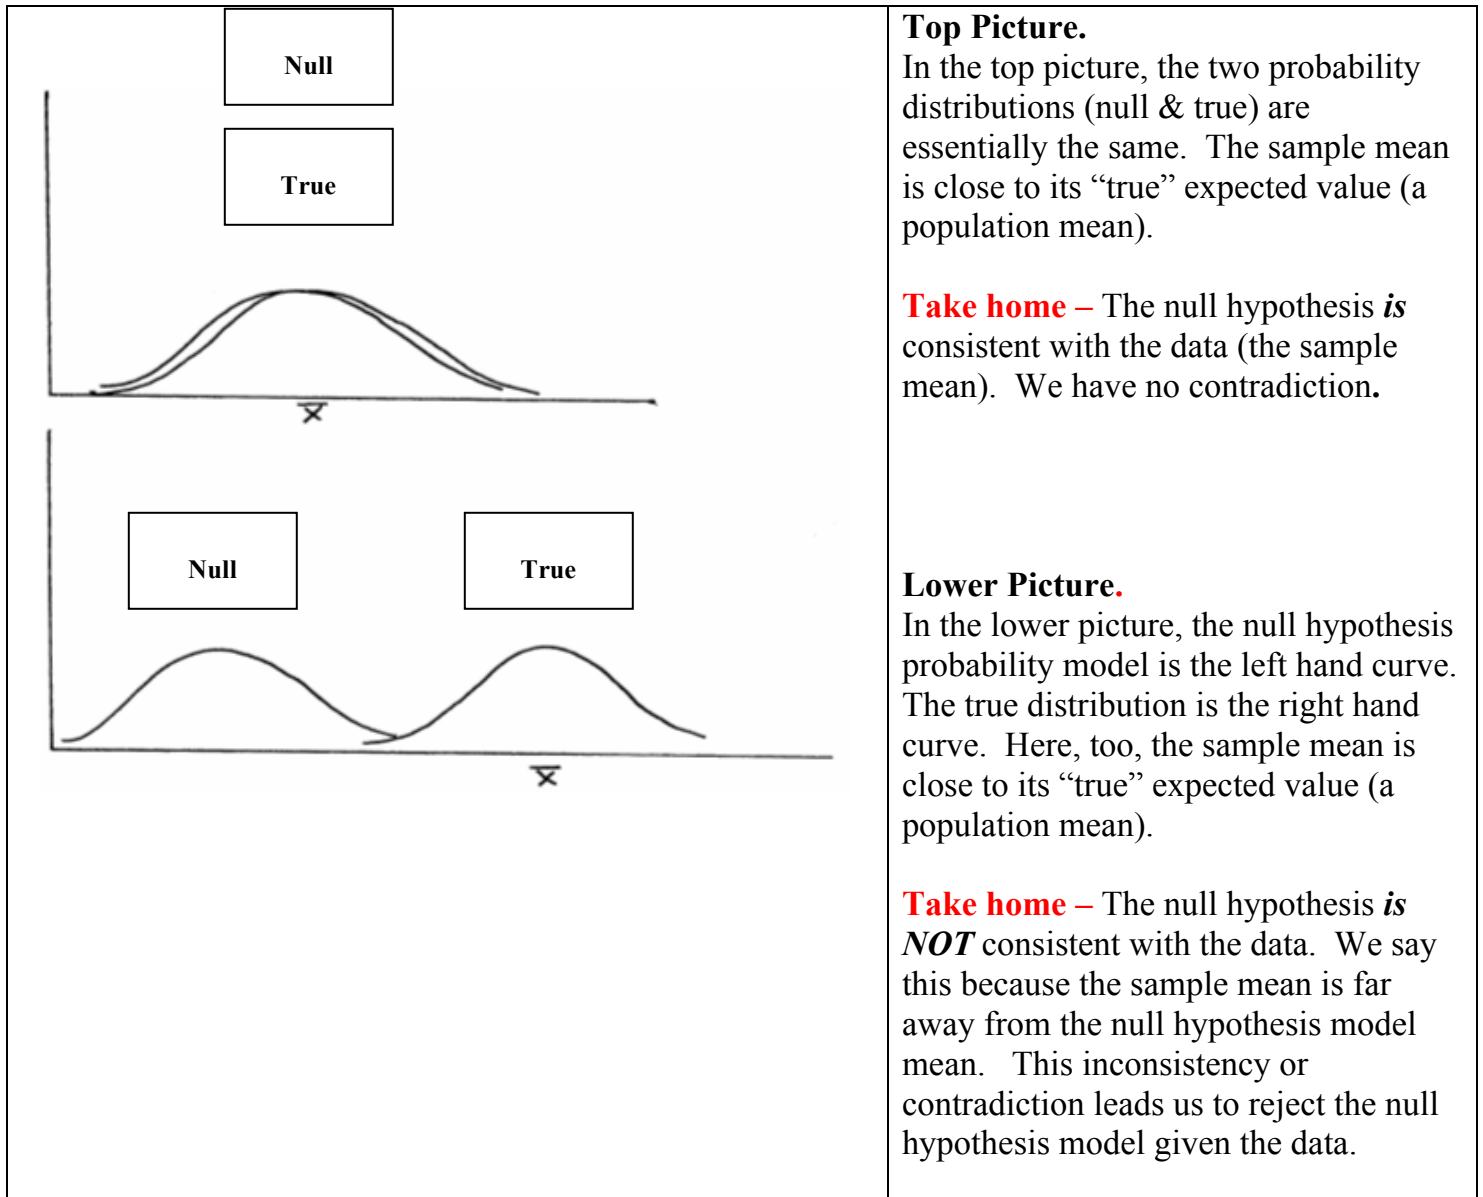 Null
True
x̄
Null
True
x̄
Top Picture.
In the top picture, the two probability
distributions (null & true) are
essentially the same. The sample mean
is close to its “true” expected value (a
population mean).
Take home – The null hypothesis is
consistent with the data (the sample
mean). We have no contradiction.
Lower Picture.
In the lower picture, the null hypothesis
probability model is the left hand curve.
The true distribution is the right hand
curve. Here, too, the sample mean is
close to its “true” expected value (a
population mean).
Take home – The null hypothesis is
NOT consistent with the data. We say
this because the sample mean is far
away from the null hypothesis model
mean. This inconsistency or
contradiction leads us to reject the null
hypothesis model given the data.